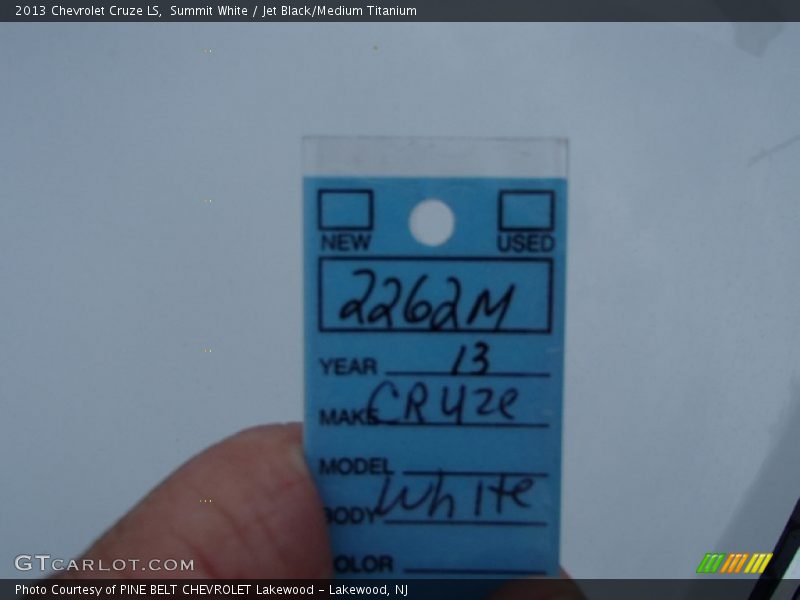 2013 Chevrolet Cruze LS,  Summit White / Jet Black/Medium Titanium
NEW USED
2262M
YEAR 13
MAKE CRuze
MODEL
BODY White
OLOR
GTCARLOT.COM
Photo Courtesy of PINE BELT CHEVROLET Lakewood - Lakewood, NJ